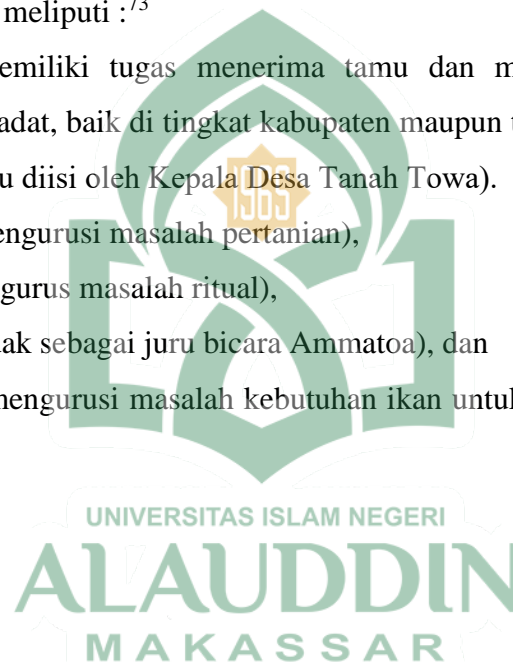 meliputi :73
emiliki tugas menerima tamu dan m
adat, baik di tingkat kabupaten maupun t
u diisi oleh Kepala Desa Tanah Towa).
engurusi masalah pertanian),
gurus masalah ritual),
lak sebagai juru bicara Ammatoa), dan
mengurusi masalah kebutuhan ikan untuk
1965
UNIVERSITAS ISLAM NEGERI
ALAUDDIN
MAKASSAR